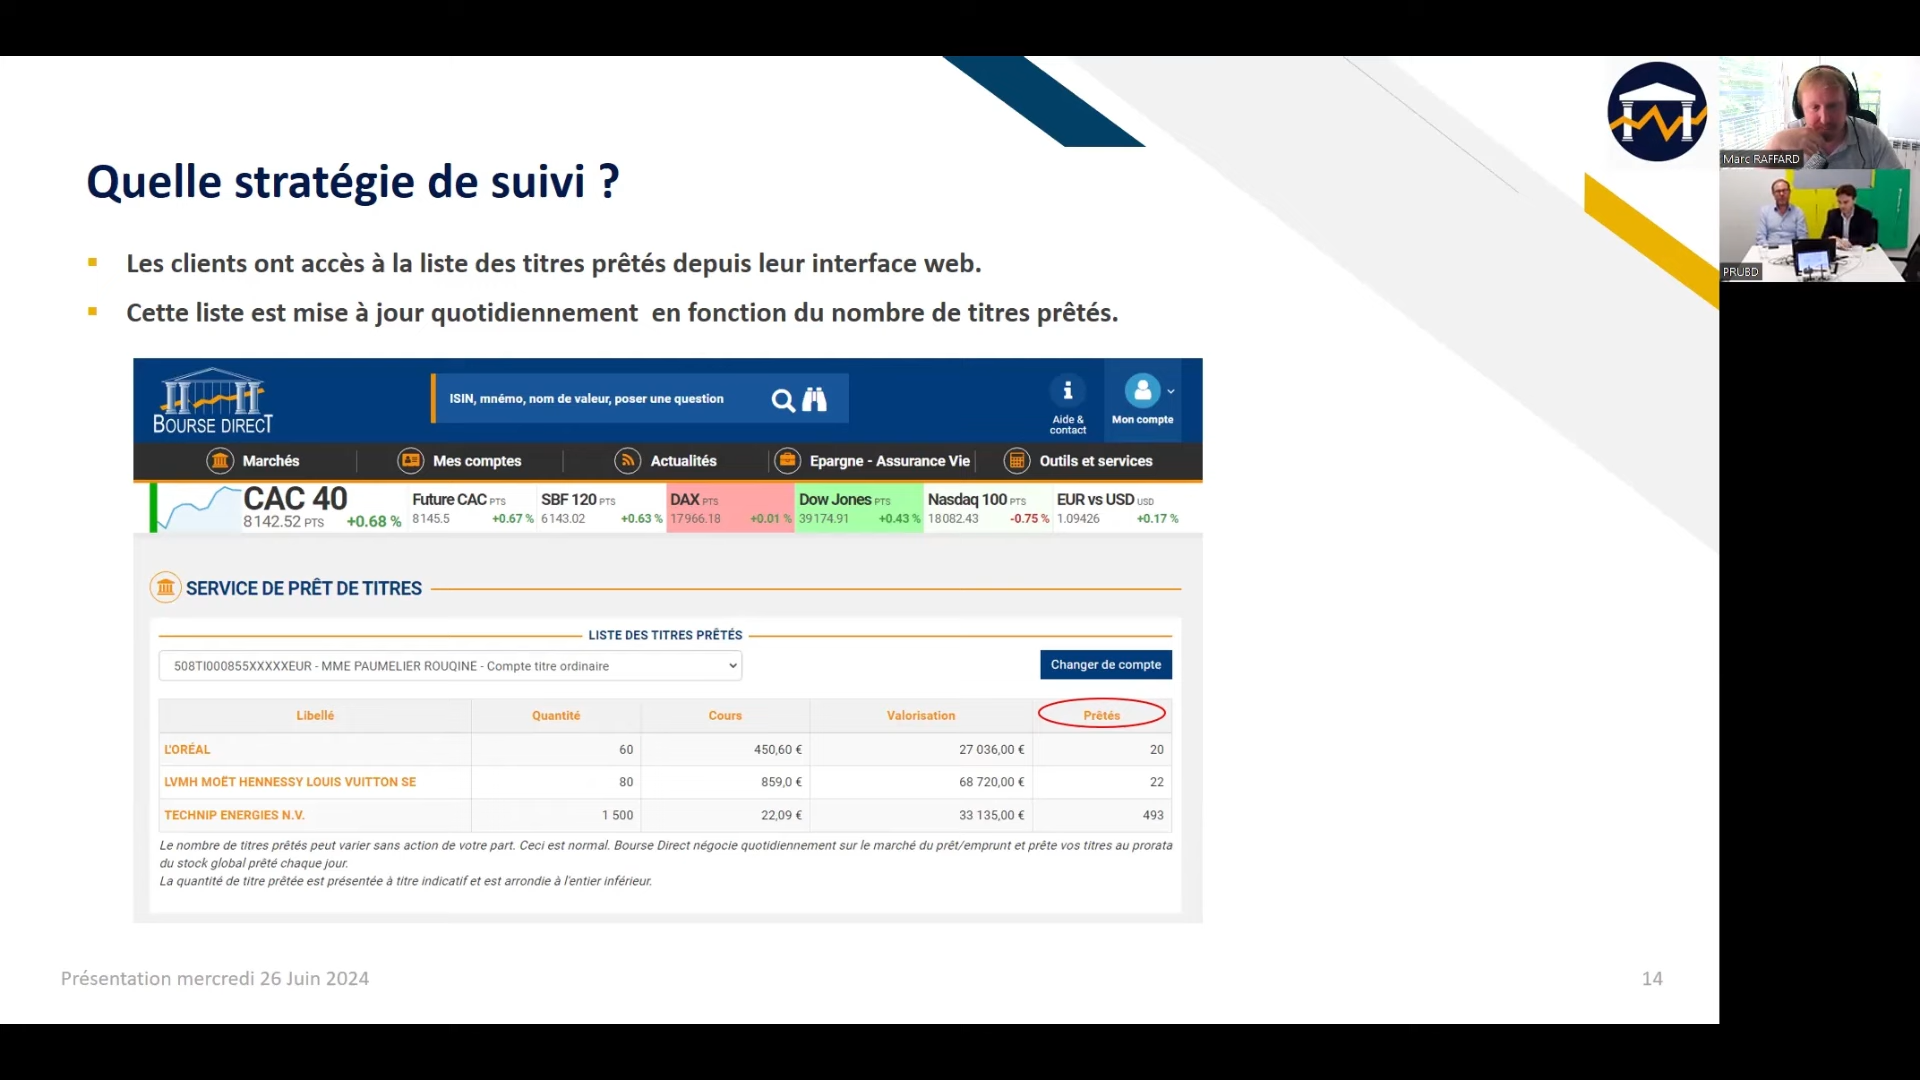 Quelle stratégie de suivi ?
Les clients ont accès à la liste des titres prêtés depuis leur interface web.
Cette liste est mise à jour quotidiennement  en fonction du nombre de titres prêtés.
BOURSE DIRECT
ISIN, mnémo, nom de valeur, poser une question
Aide &
contact
Mon compte
Marchés
Mes comptes
Actualités
Epargne - Assurance Vie
Outils et services
CAC 40
8142.52 PTS +0.68 %
Future CAC PTS
8145.5 +0.67 %
SBF 120 PTS
6143.02 +0.63 %
DAX PTS
17966.18 +0.01 %
Dow Jones PTS
39174.91 +0.43 %
Nasdaq 100 PTS
18082.43 -0.75 %
EUR vs USD USD
1.09426 +0.17 %
SERVICE DE PRÊT DE TITRES
LISTE DES TITRES PRÊTÉS
508TI000855XXXXXEUR - MME PAUMELIER ROUQINE - Compte titre ordinaire
Changer de compte
Libellé Quantité Cours Valorisation Prêtés
L'ORÉAL 60 450,60 € 27 036,00 € 20
LVMH MOËT HENNESSY LOUIS VUITTON SE 80 859,0 € 68 720,00 € 22
TECHNIP ENERGIES N.V. 1 500 22,09 € 33 135,00 € 493
Le nombre de titres prêtés peut varier sans action de votre part. Ceci est normal. Bourse Direct négocie quotidiennement sur le marché du prêt/emprunt et prête vos titres au prorata
du stock global prêté chaque jour.
La quantité de titre prêtée est présentée à titre indicatif et est arrondie à l'entier inférieur.
Présentation mercredi 26 Juin 2024
14
Marc RAFFARD
PRUBD